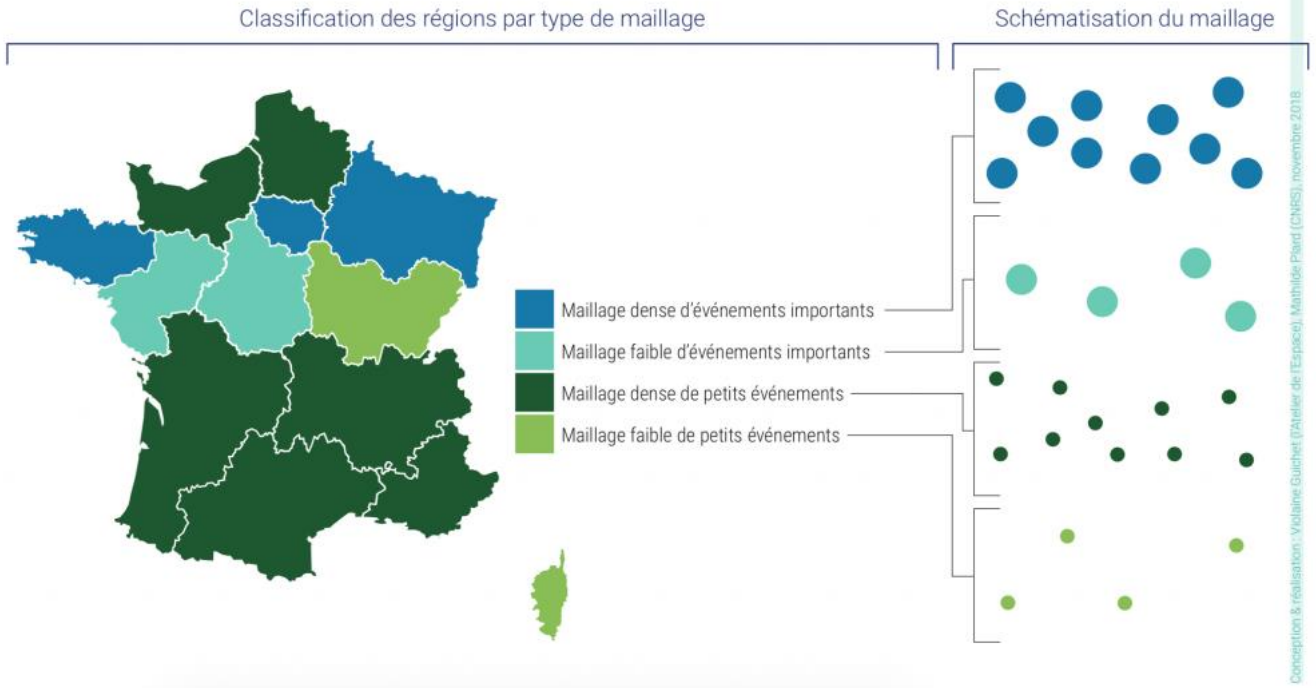 Classification des régions par type de maillage
Schématisation du maillage
Maillage dense d'événements importants
Maillage faible d'événements importants
Maillage dense de petits événements
Maillage faible de petits événements
Conception & réalisation : Violaine Guichet (l'Atelier de l'Espace), Mathilde Plard (CNRS), novembre 2018